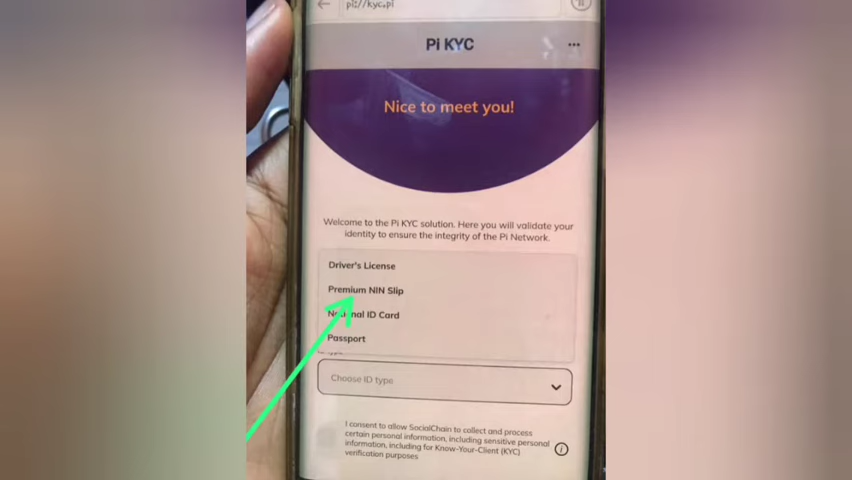 pi://kyc.pi
Pi KYC
Nice to meet you!
Welcome to the Pi KYC solution. Here you will validate your
identity to ensure the integrity of the Pi Network.
Driver's License
Premium NIN Slip
National ID Card
Passport
Choose ID type
I consent to allow SocialChain to collect and process
certain personal information, including sensitive personal
information, including for Know-Your-Client (KYC)
verification purposes